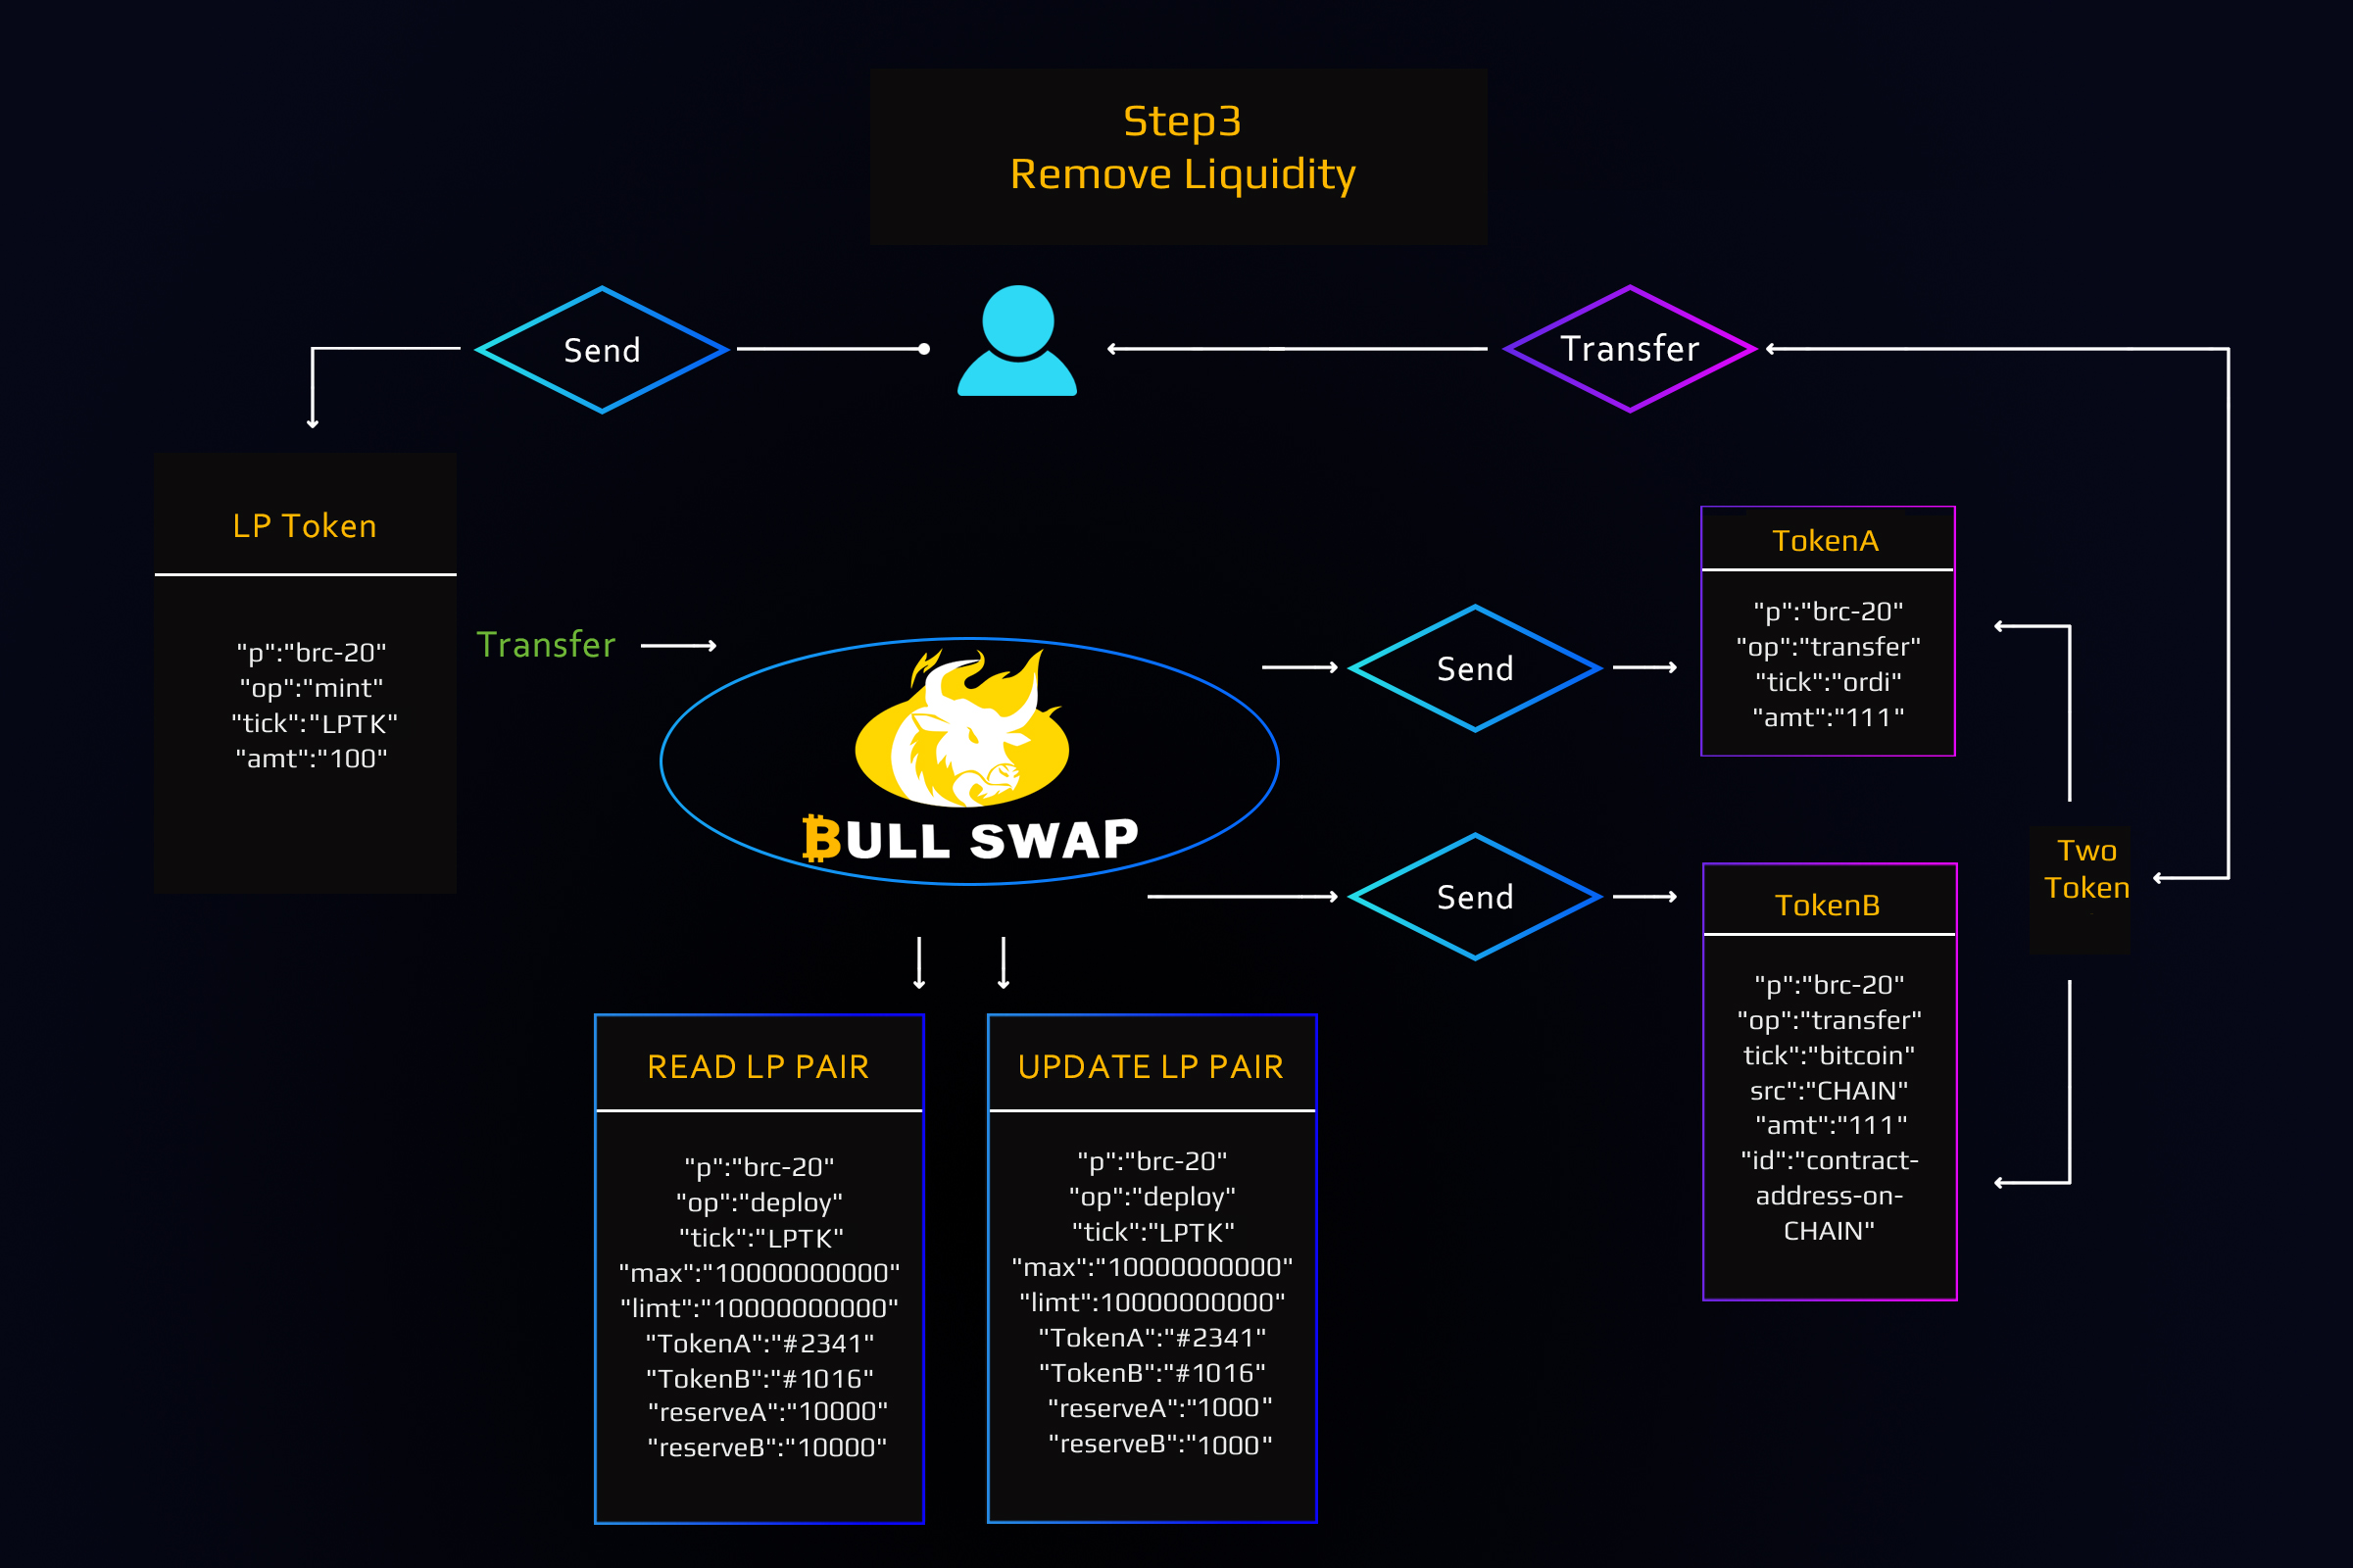 Step3
Remove Liquidity
Send
Transfer
LP Token
"p":"brc-20"
"op":"mint"
"tick":"LPTK"
"amt":"100"
Transfer
BULL SWAP
Send
TokenA
"p":"brc-20"
"op":"transfer"
"tick":"ordi"
"amt":"111"
Two
Token
Send
TokenB
"p":"brc-20"
"op":"transfer"
tick":"bitcoin"
src":"CHAIN"
"amt":"111"
"id":"contract-
address-on-
CHAIN"
READ LP PAIR
"p":"brc-20"
"op":"deploy"
"tick":"LPTK"
"max":"10000000000"
"limt":"10000000000"
"TokenA":"#2341"
"TokenB":"#1016"
"reserveA":"10000"
"reserveB":"10000"
UPDATE LP PAIR
"p":"brc-20"
"op":"deploy"
"tick":"LPTK"
"max":"10000000000"
"limt":10000000000"
"TokenA":"#2341"
"TokenB":"#1016"
"reserveA":"1000"
"reserveB":"1000"